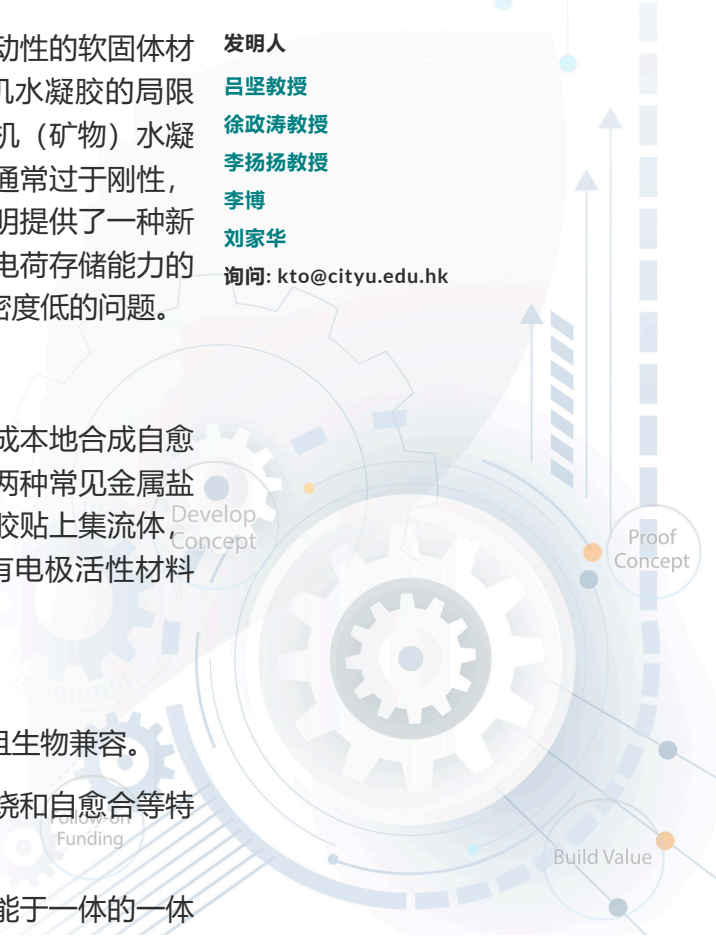 动性的软固体材
机水凝胶的局限
机（矿物）水凝
通常过于刚性，
明提供了一种新
电荷存储能力的
密度低的问题。
成本地合成自愈
两种常见金属盐
胶贴上集流体，
有电极活性材料
且生物兼容。
烧和自愈合等特
能于一体的一体
发明人
吕坚教授
徐政涛教授
李扬扬教授
李博
刘家华
询问: kto@cityu.edu.hk
Develop
Concept
Proof
Concept
Follow-on
Funding
Build Value